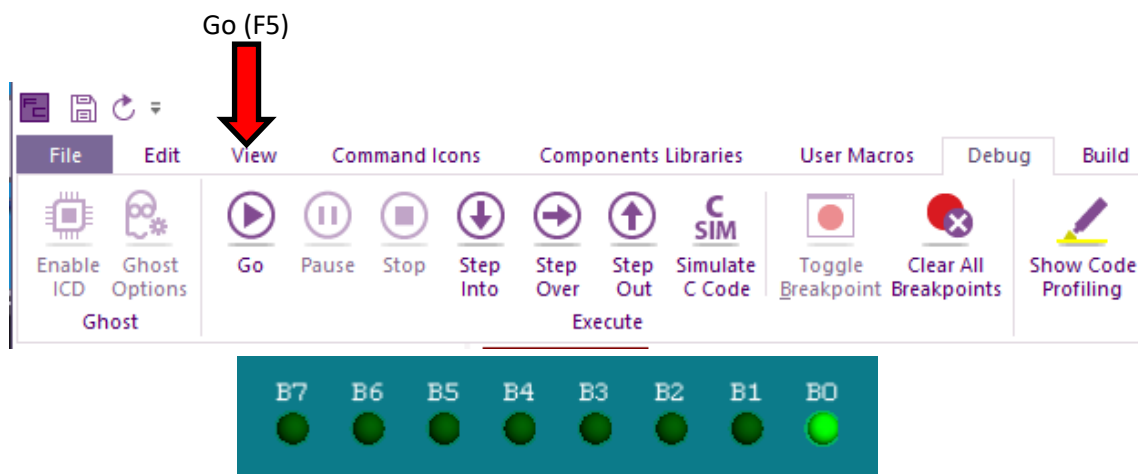 Go (F5)
FC
File Edit View Command Icons Components Libraries User Macros Debug Build
C
SIM
Enable Ghost Go Pause Stop Step Step Step Simulate Toggle Clear All Show Code
ICD Options Into Over Out C Code Breakpoint Breakpoints Profiling
Ghost Execute
B7 B6 B5 B4 B3 B2 B1 B0